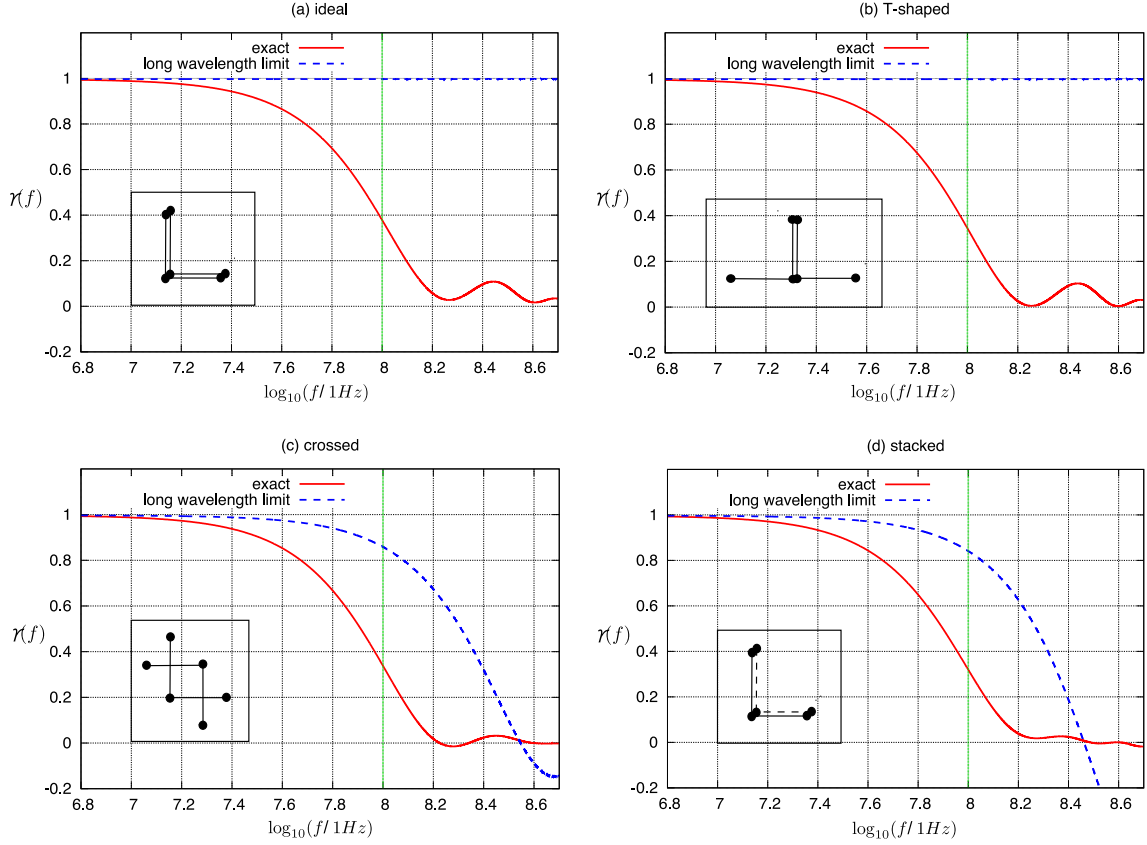 (a) ideal
exact
long wavelength limit
1
0.8
0.6
0.4
0.2
0
-0.2
γ(f)
6.8 7 7.2 7.4 7.6 7.8 8 8.2 8.4 8.6
log₁₀(f/ 1Hz)
(b) T-shaped
exact
long wavelength limit
1
0.8
0.6
0.4
0.2
0
-0.2
γ(f)
6.8 7 7.2 7.4 7.6 7.8 8 8.2 8.4 8.6
log₁₀(f/ 1Hz)
(c) crossed
exact
long wavelength limit
1
0.8
0.6
0.4
0.2
0
-0.2
γ(f)
6.8 7 7.2 7.4 7.6 7.8 8 8.2 8.4 8.6
log₁₀(f/ 1Hz)
(d) stacked
exact
long wavelength limit
1
0.8
0.6
0.4
0.2
0
-0.2
γ(f)
6.8 7 7.2 7.4 7.6 7.8 8 8.2 8.4 8.6
log₁₀(f/ 1Hz)